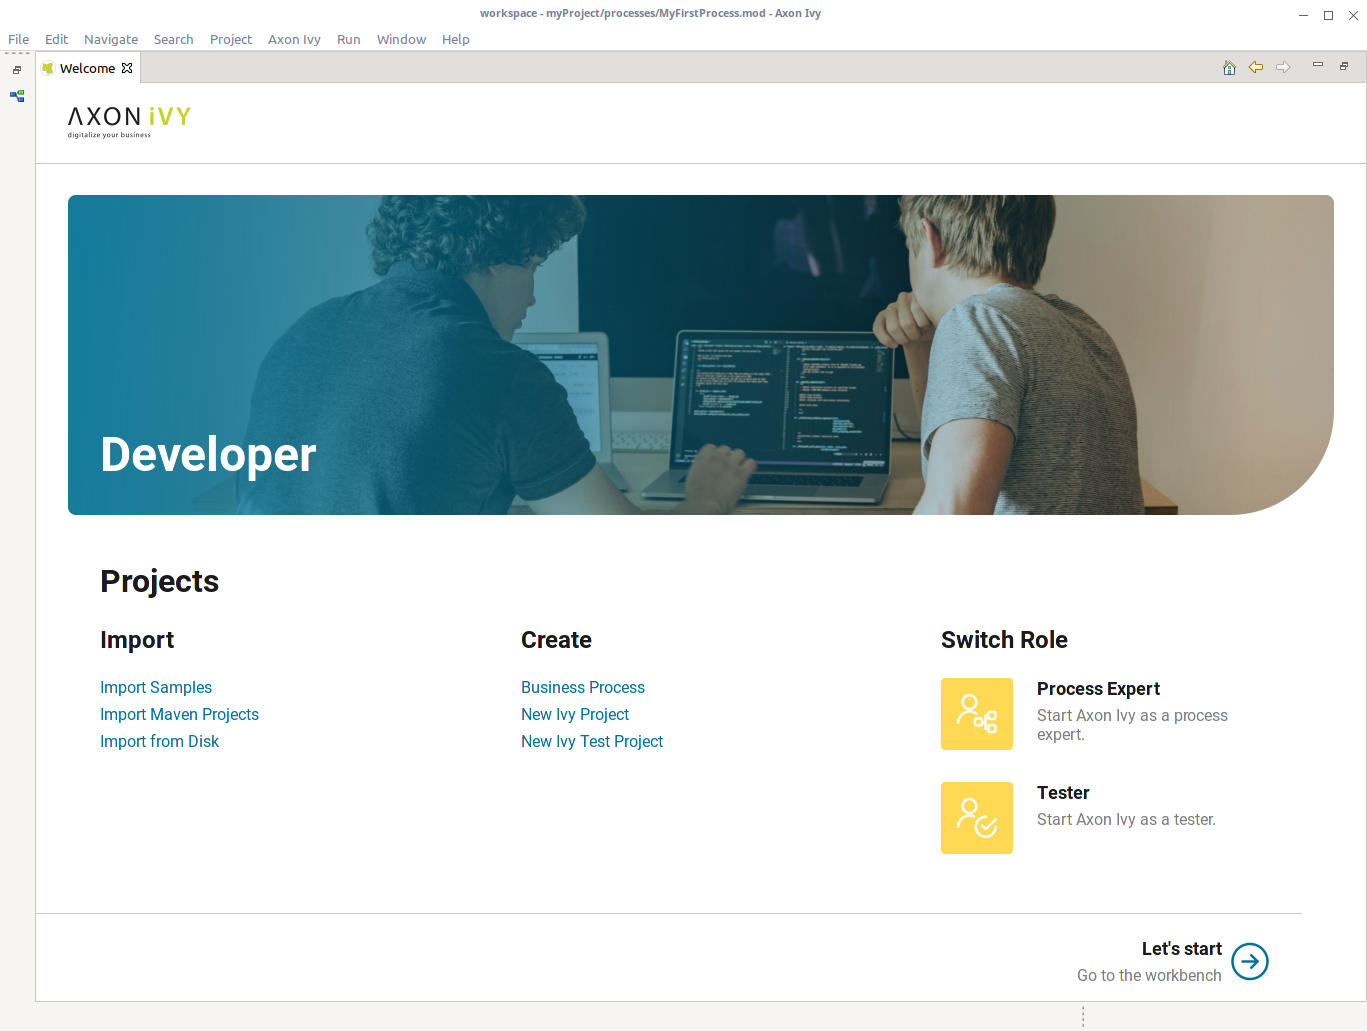 workspace - myProject/processes/MyFirstProcess.mod - Axon Ivy
File Edit Navigate Search Project Axon Ivy Run Window Help
Welcome
AXON iVY
digitalize your business
Developer
Projects
Import
Import Samples
Import Maven Projects
Import from Disk
Create
Business Process
New Ivy Project
New Ivy Test Project
Switch Role
Process Expert
Start Axon Ivy as a process
expert.
Tester
Start Axon Ivy as a tester.
Let's start
Go to the workbench